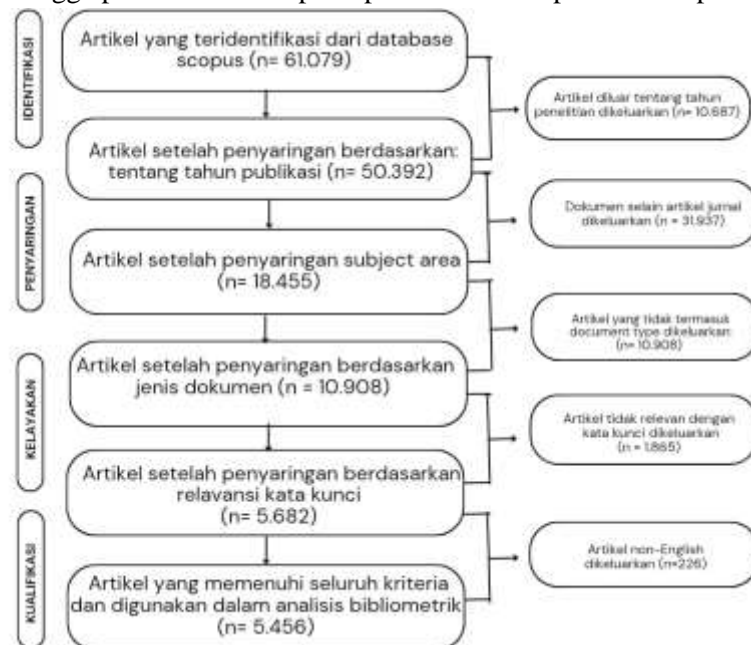 IDENTIFIKASI
Artikel yang teridentifikasi dari database
scopus (n= 61.079)
Artikel diluar tentang tahun
penelitian dikeluarkan (n= 10.687)
Artikel setelah penyaringan berdasarkan:
tentang tahun publikasi (n= 50.392)
PENYARINGAN
Dokumen selain artikel jurnal
dikeluarkan (n = 31.937)
Artikel setelah penyaringan subject area
(n= 18.455)
Artikel yang tidak termasuk
document type dikeluarkan
(n= 10.908)
KELAYAKAN
Artikel setelah penyaringan berdasarkan
jenis dokumen (n = 10.908)
Artikel tidak relevan dengan
kata kunci dikeluarkan
(n = 1.865)
Artikel setelah penyaringan berdasarkan
relavansi kata kunci
(n = 5.682)
KUALIFIKASI
Artikel non-English
dikeluarkan (n=226)
Artikel yang memenuhi seluruh kriteria
dan digunakan dalam analisis bibliometrik
(n = 5.456)